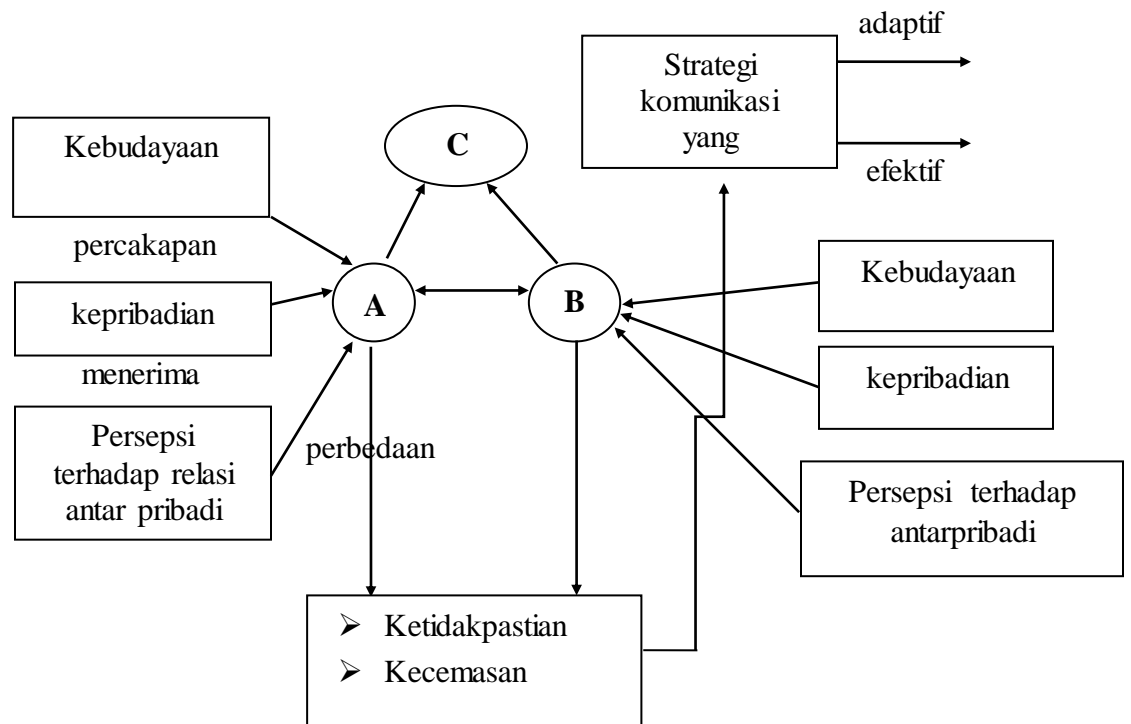 adaptif
Strategi
komunikasi
yang
efektif
C
Kebudayaan
percakapan
A
B
kepribadian
menerima
Persepsi
terhadap relasi
antar pribadi
perbedaan
Kebudayaan
kepribadian
Persepsi terhadap
antarpribadi
Ketidakpastian
Kecemasan